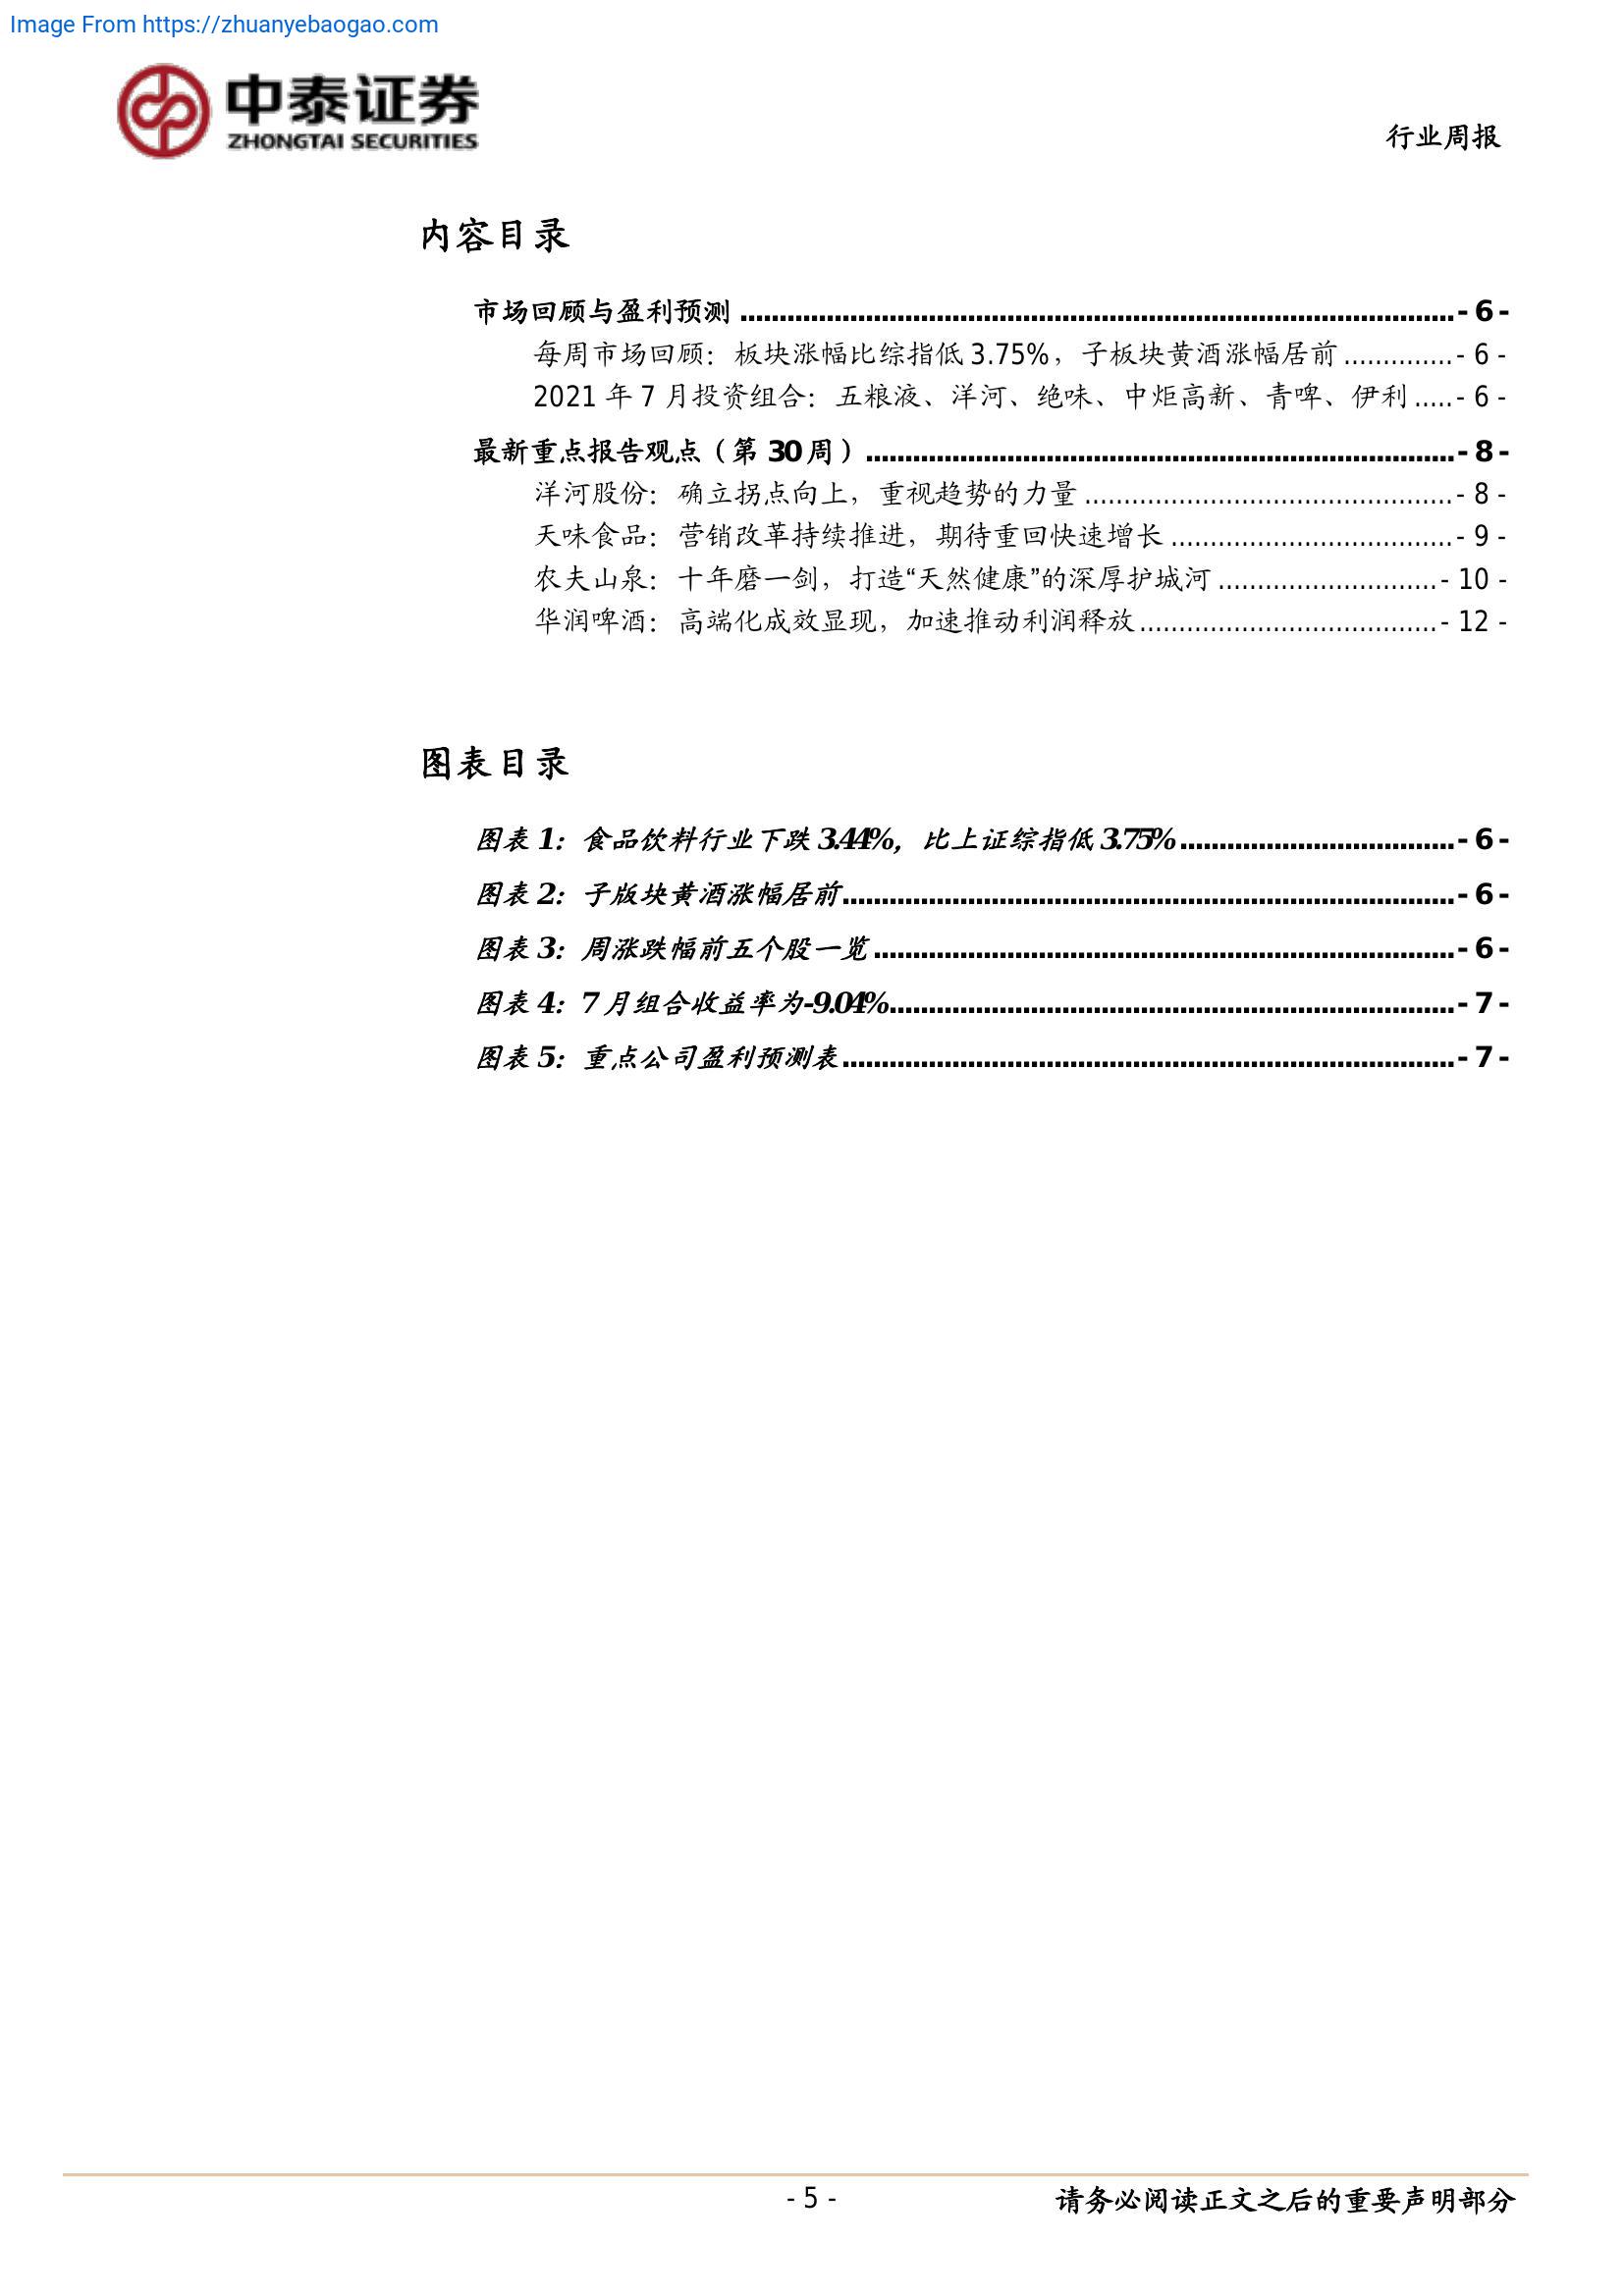 Image From https://zhuanyebaogao.com
中泰证券
ZHONGTAI SECURITIES
行业周报
内容目录
市场回顾与盈利预测 ................................................................................ - 6 -
每周市场回顾：板块涨幅比综指低 3.75%，子板块黄酒涨幅居前 .............. - 6 -
2021 年 7 月投资组合：五粮液、洋河、绝味、中炬高新、青啤、伊利 ..... - 6 -
最新重点报告观点（第 30 周） .................................................................. - 8 -
洋河股份：确立拐点向上，重视趋势的力量 ............................................... - 8 -
天味食品：营销改革持续推进，期待重回快速增长 .................................... - 9 -
农夫山泉：十年磨一剑，打造“天然健康”的深厚护城河 ............................ - 10 -
华润啤酒：高端化成效显现，加速推动利润释放 ...................................... - 12 -
图表目录
图表 1：食品饮料行业下跌 3.44%，比上证综指低 3.75% ................................... - 6 -
图表 2：子版块黄酒涨幅居前 .............................................................................. - 6 -
图表 3：周涨跌幅前五个股一览 .......................................................................... - 6 -
图表 4：7 月组合收益率为-9.04% ........................................................................ - 7 -
图表 5：重点公司盈利预测表 .............................................................................. - 7 -
- 5 -
请务必阅读正文之后的重要声明部分